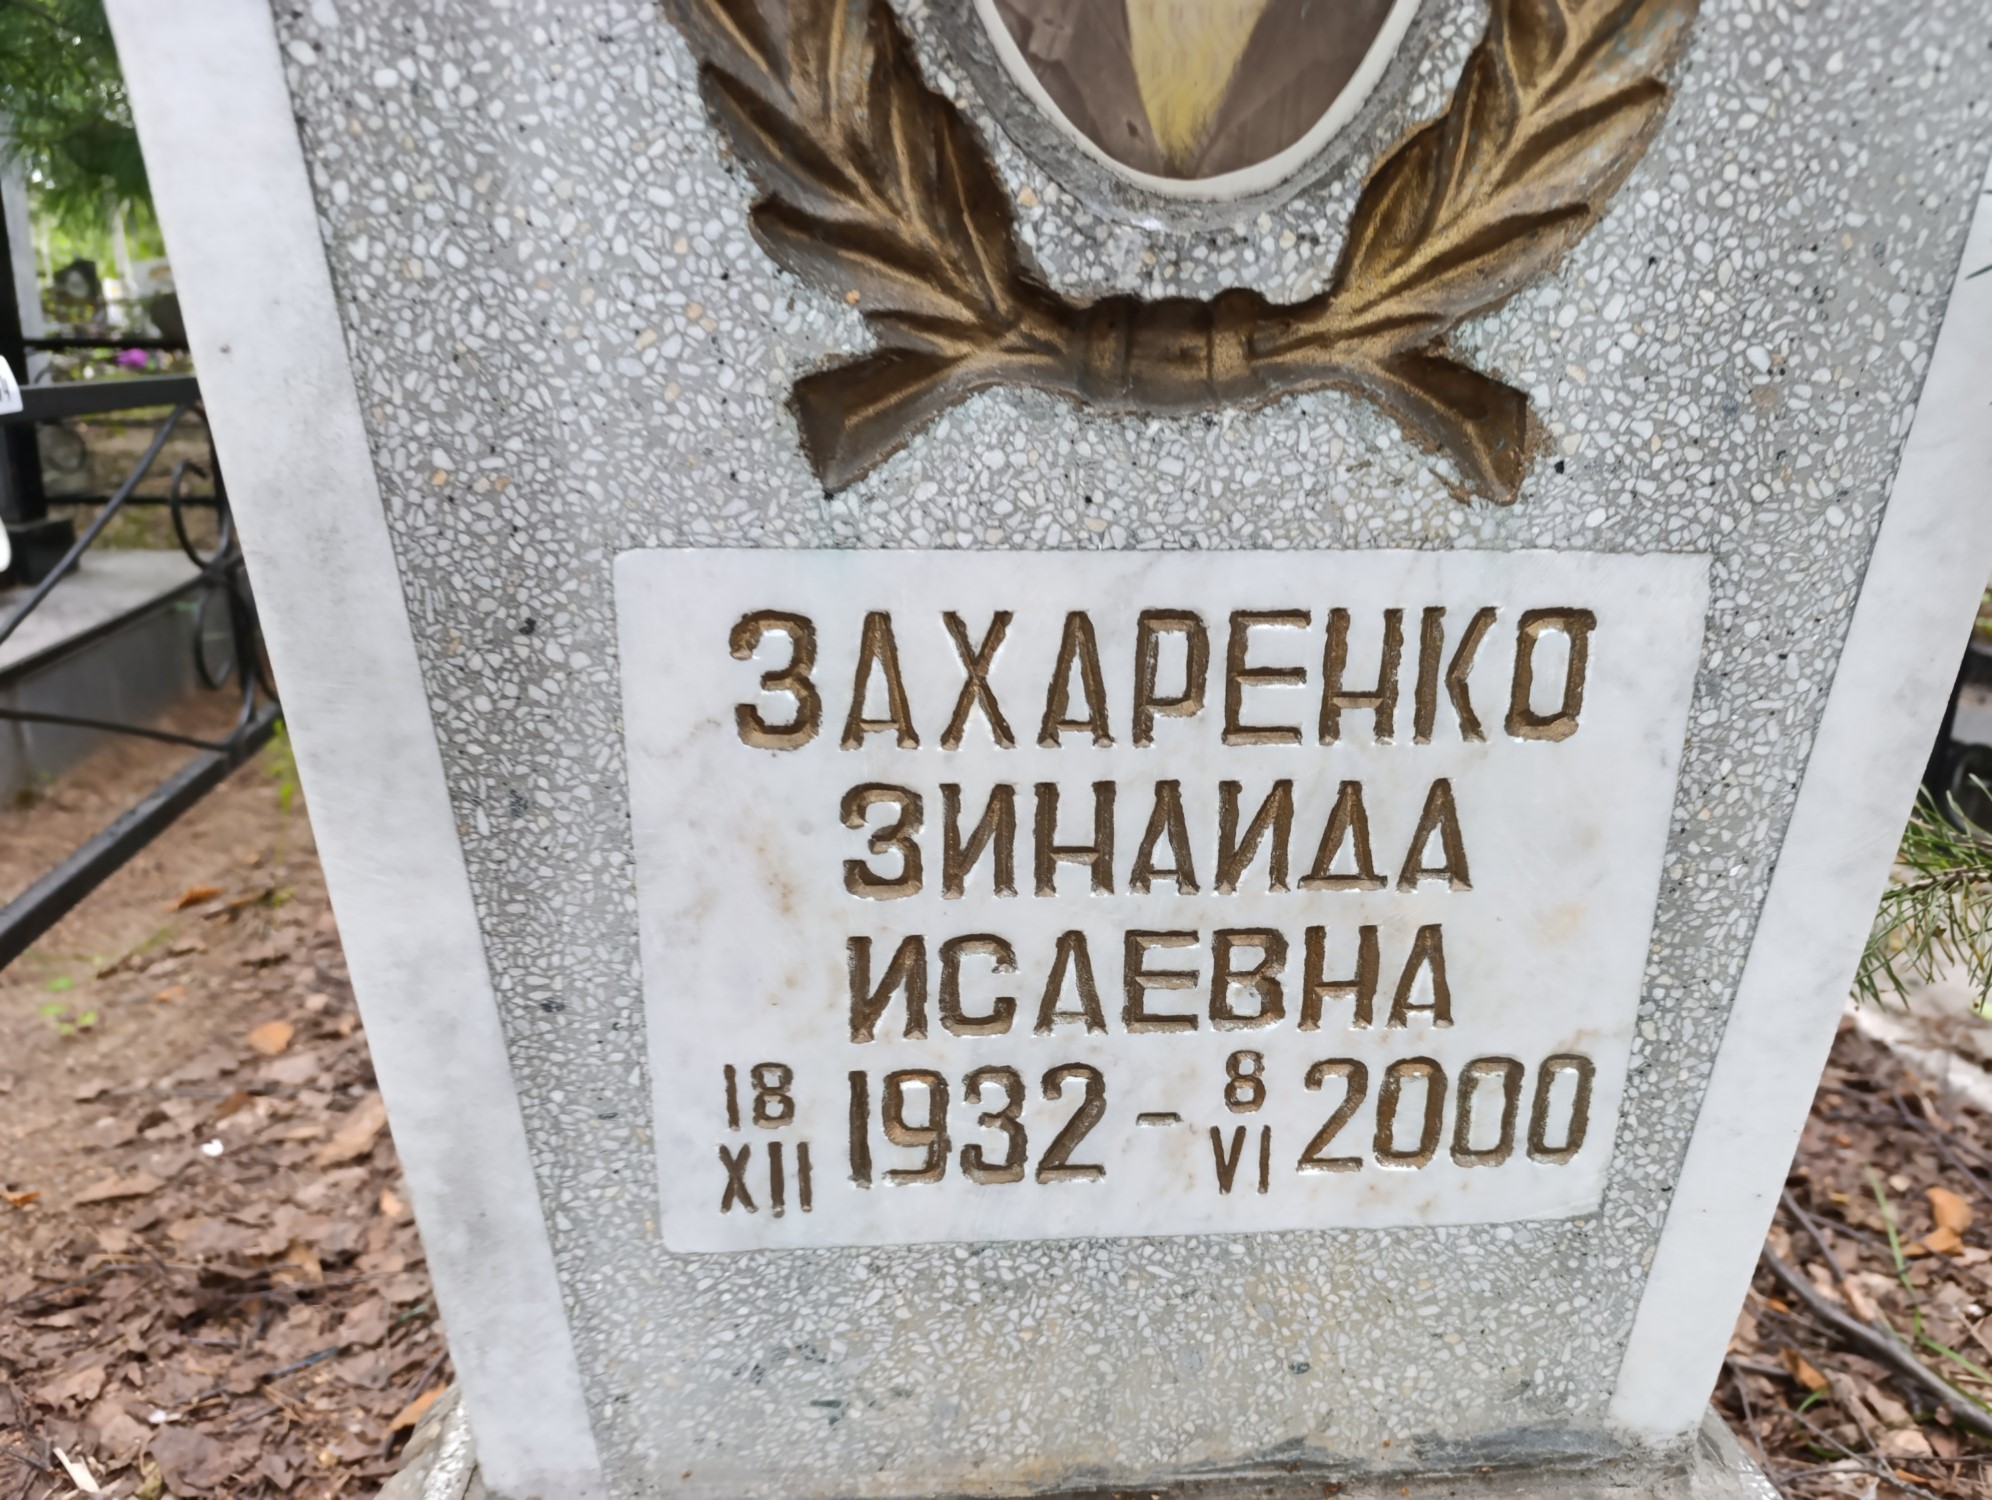 ЗАХАРЕНКО
ЗИНАИДА
ИСАЕВНА
18 XII 1932 - 8 VI 2000